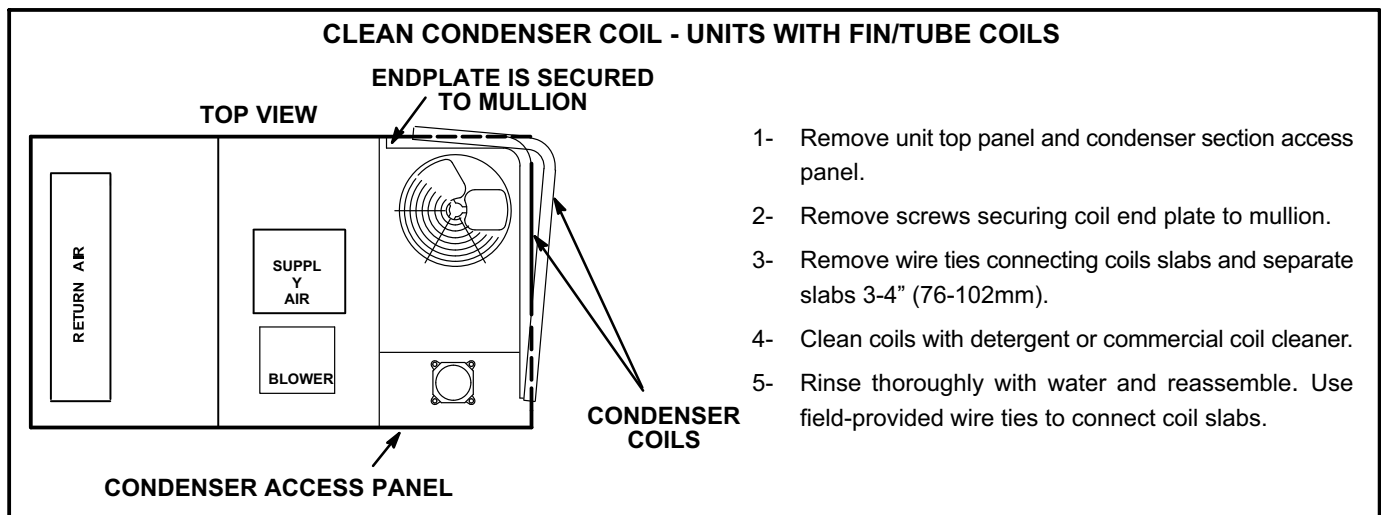 CLEAN CONDENSER COIL - UNITS WITH FIN/TUBE COILS
ENDPLATE IS SECURED
TO MULLION
TOP VIEW
RETURN AIR
SUPPL
Y
AIR
BLOWER
CONDENSER
COILS
CONDENSER ACCESS PANEL
1- Remove unit top panel and condenser section access
panel.
2- Remove screws securing coil end plate to mullion.
3- Remove wire ties connecting coils slabs and separate
slabs 3-4” (76-102mm).
4- Clean coils with detergent or commercial coil cleaner.
5- Rinse thoroughly with water and reassemble. Use
field-provided wire ties to connect coil slabs.